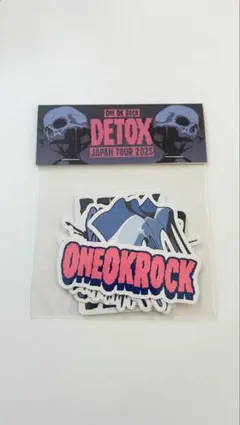 ONE OK ROCK
DETOX
JAPAN TOUR 2025
ONEOKROCK